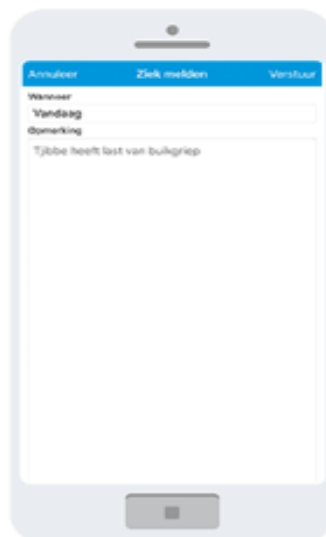 Annuleer Ziek melden Verstuur
Wanneer
Vandaag
Opmerking
Tjibbe heeft last van buikgriep